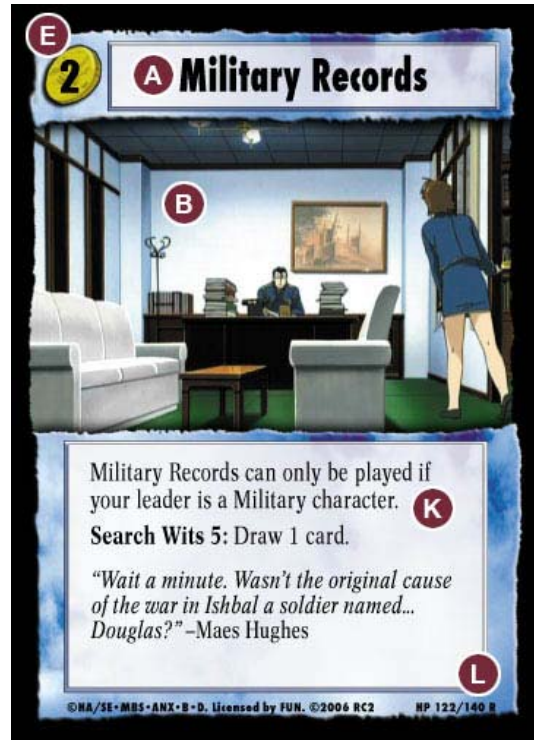 E
2
A Military Records
B
Military Records can only be played if
your leader is a Military character.
K
Search Wits 5: Draw 1 card.
“Wait a minute. Wasn’t the original cause
of the war in Ishbal a soldier named...
Douglas?” –Maes Hughes
L
©HA/SE•MBS•ANX•B•D. Licensed by FUN. ©2006 RC2 HP 122/140 R